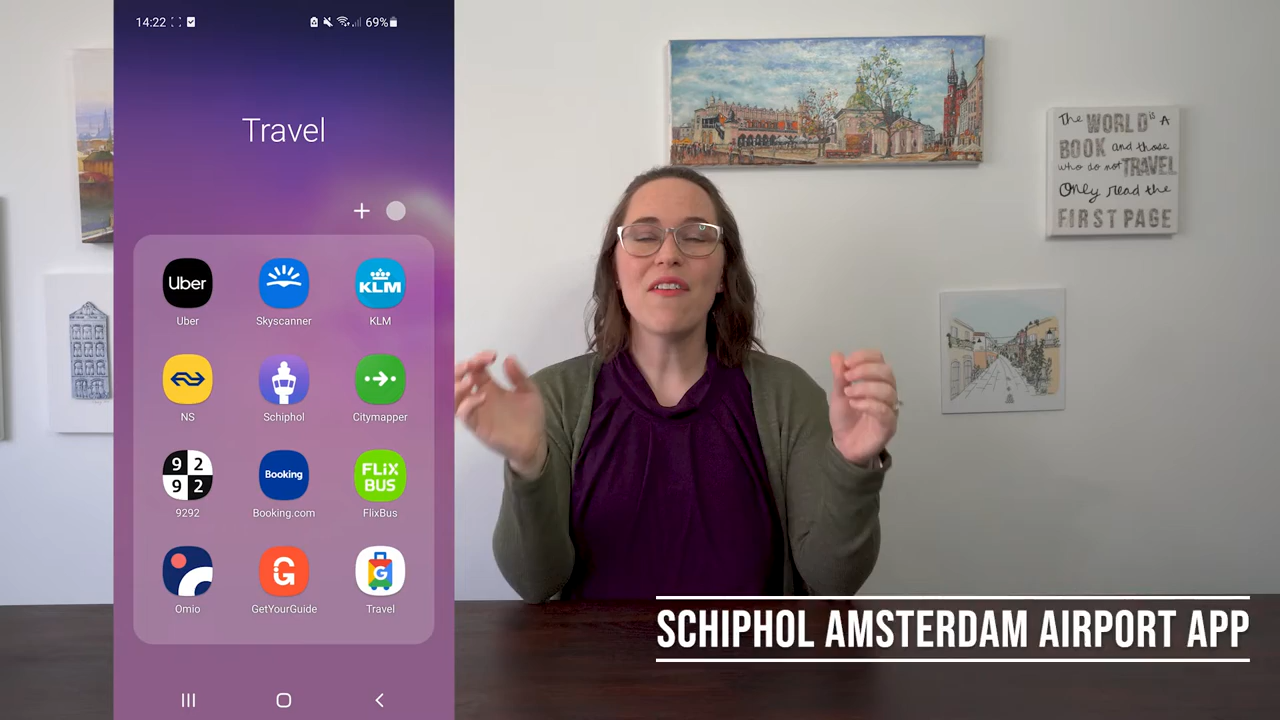 14:22
69%
Travel
Uber
Uber
Skyscanner
KLM
KLM
NS
Schiphol
Citymapper
9 2
9 2
9292
Booking
Booking.com
FLiX
BUS
FlixBus
Omio
G
GetYourGuide
G
Travel
The WORLD is A
BOOK and those
who do not TRAVEL
Only read the
FIRST PAGE
SCHIPHOL AMSTERDAM AIRPORT APP